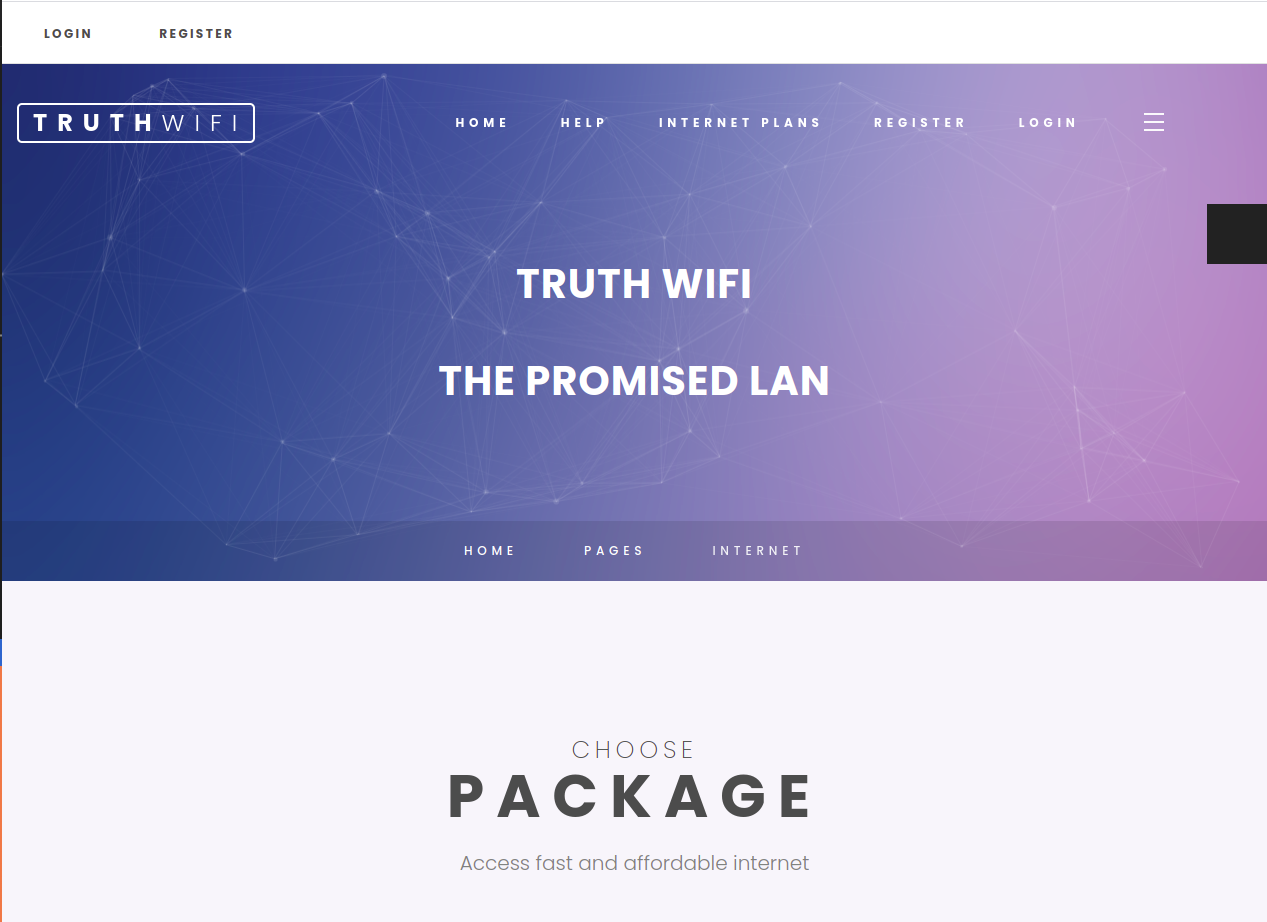 LOGIN REGISTER
TRUTHWIFI HOME HELP INTERNET PLANS REGISTER LOGIN
TRUTH WIFI
THE PROMISED LAN
HOME PAGES INTERNET
CHOOSE
PACKAGE
Access fast and affordable internet